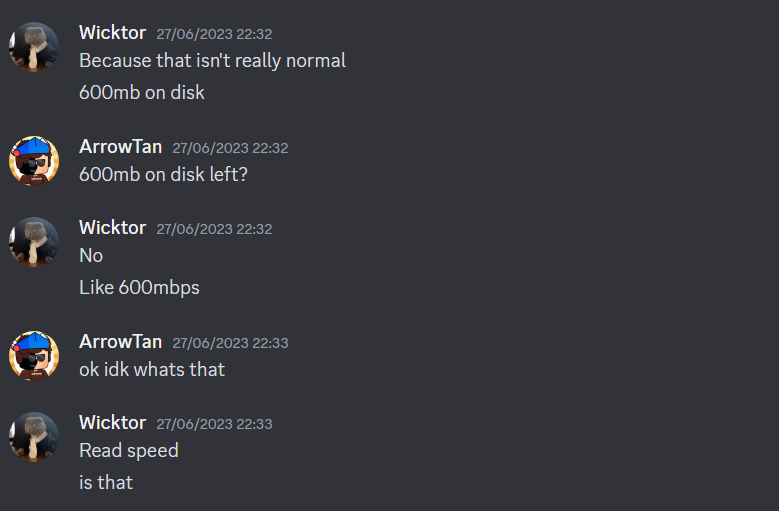 Wicktor 27/06/2023 22:32
Because that isn't really normal
600mb on disk
ArrowTan 27/06/2023 22:32
600mb on disk left?
Wicktor 27/06/2023 22:32
No
Like 600mbps
ArrowTan 27/06/2023 22:33
ok idk whats that
Wicktor 27/06/2023 22:33
Read speed
is that